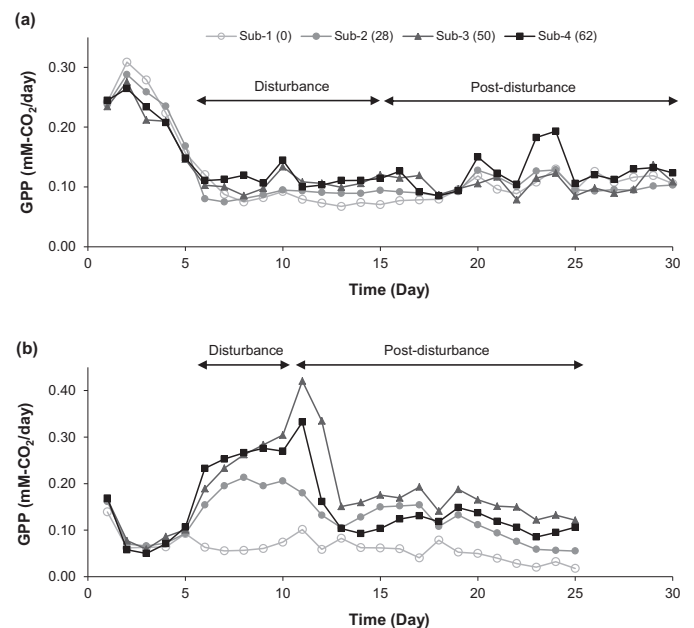 (a)
Sub-1 (0) Sub-2 (28) Sub-3 (50) Sub-4 (62)
0.30
0.20
0.10
0.00
GPP (mM-CO₂/day)
Disturbance
Post-disturbance
0 5 10 15 20 25 30
Time (Day)
(b)
Disturbance
Post-disturbance
0.50
0.40
0.30
0.20
0.10
0.00
GPP (mM-CO₂/day)
0 5 10 15 20 25 30
Time (Day)